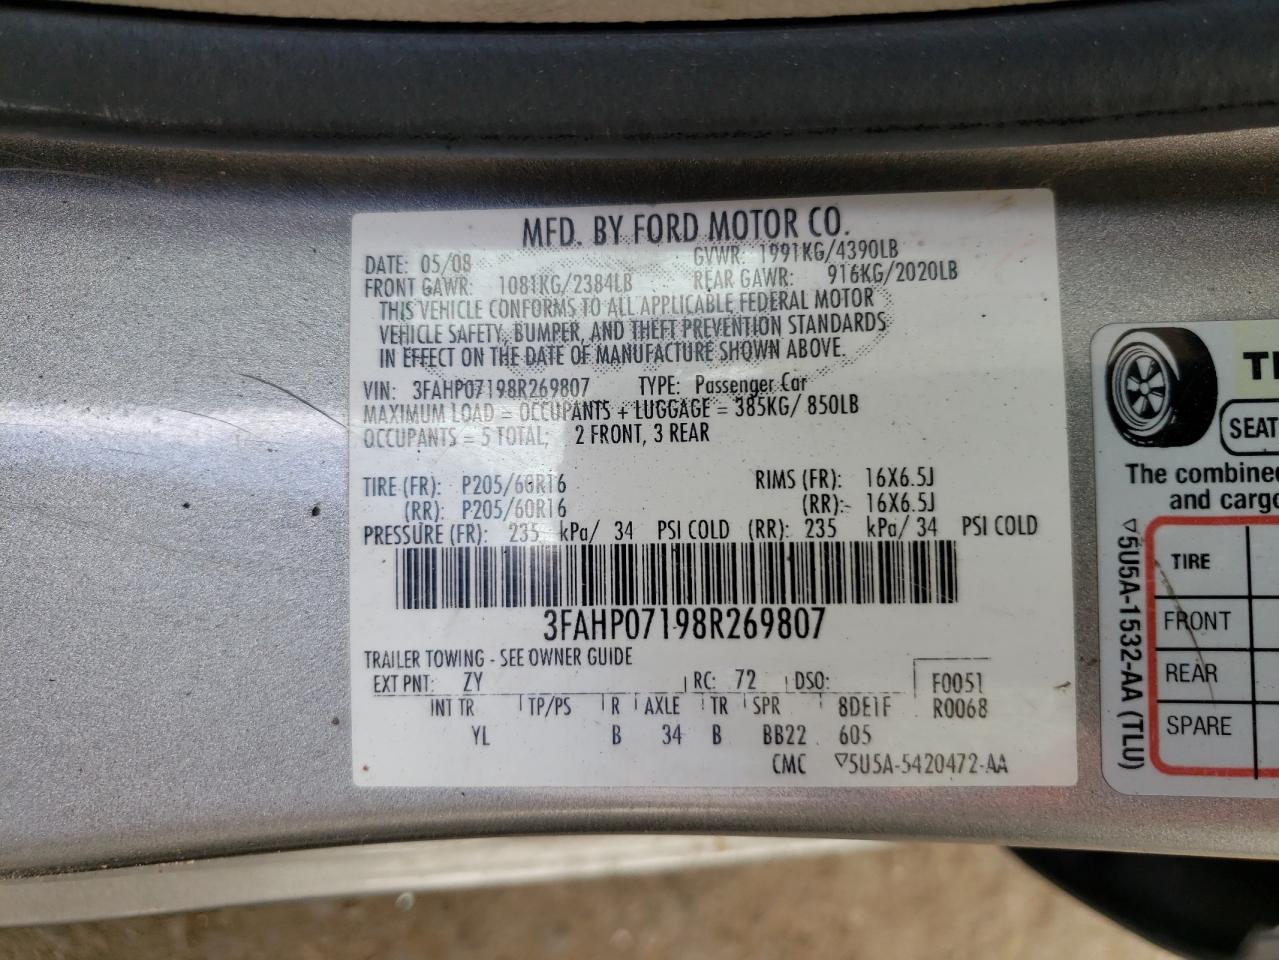 MFD. BY FORD MOTOR CO.
DATE: 05/08 GVWR: 1991KG/4390LB
FRONT GAWR: 1081KG/2384LB REAR GAWR: 916KG/2020LB
THIS VEHICLE CONFORMS TO ALL APPLICABLE FEDERAL MOTOR
VEHICLE SAFETY, BUMPER, AND THEFT PREVENTION STANDARDS
IN EFFECT ON THE DATE OF MANUFACTURE SHOWN ABOVE.
VIN: 3FAHP07198R269807 TYPE: Passenger Car
MAXIMUM LOAD = OCCUPANTS + LUGGAGE = 385KG/ 850LB
OCCUPANTS = 5 TOTAL; 2 FRONT, 3 REAR
TIRE (FR): P205/60R16 RIMS (FR): 16X6.5J
(RR): P205/60R16 (RR):- 16X6.5J
PRESSURE (FR): 235 kPa/ 34 PSI COLD (RR): 235 kPa/ 34 PSI COLD
3FAHP07198R269807
TRAILER TOWING - SEE OWNER GUIDE
EXT PNT: ZY RC: 72 DSO: F0051
INT TR TP/PS R AXLE TR SPR 8DE1F R0068
YL B 34 B BB22 605
CMC ▽5U5A-5420472-AA
SEAT
The combined
and cargo
TIRE
FRONT
REAR
SPARE
▽5U5A-1532-AA (TLU)